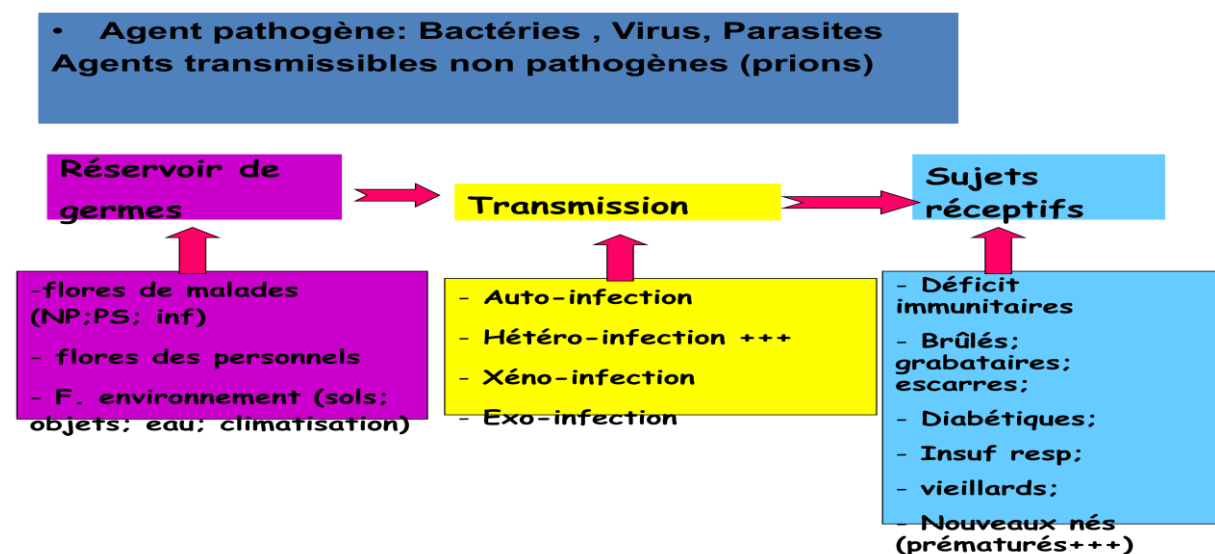 • Agent pathogène: Bactéries , Virus, Parasites
Agents transmissibles non pathogènes (prions)
Réservoir de
germes
Transmission
Sujets
réceptifs
-flores de malades
(NP;PS; inf)
- flores des personnels
- F. environnement (sols;
objets; eau; climatisation)
- Auto-infection
- Hétéro-infection +++
- Xéno-infection
- Exo-infection
- Déficit
immunitaires
- Brûlés;
grabataires;
escarres;
- Diabétiques;
- Insuf resp;
- vieillards;
- Nouveaux nés
(prématurés+++)